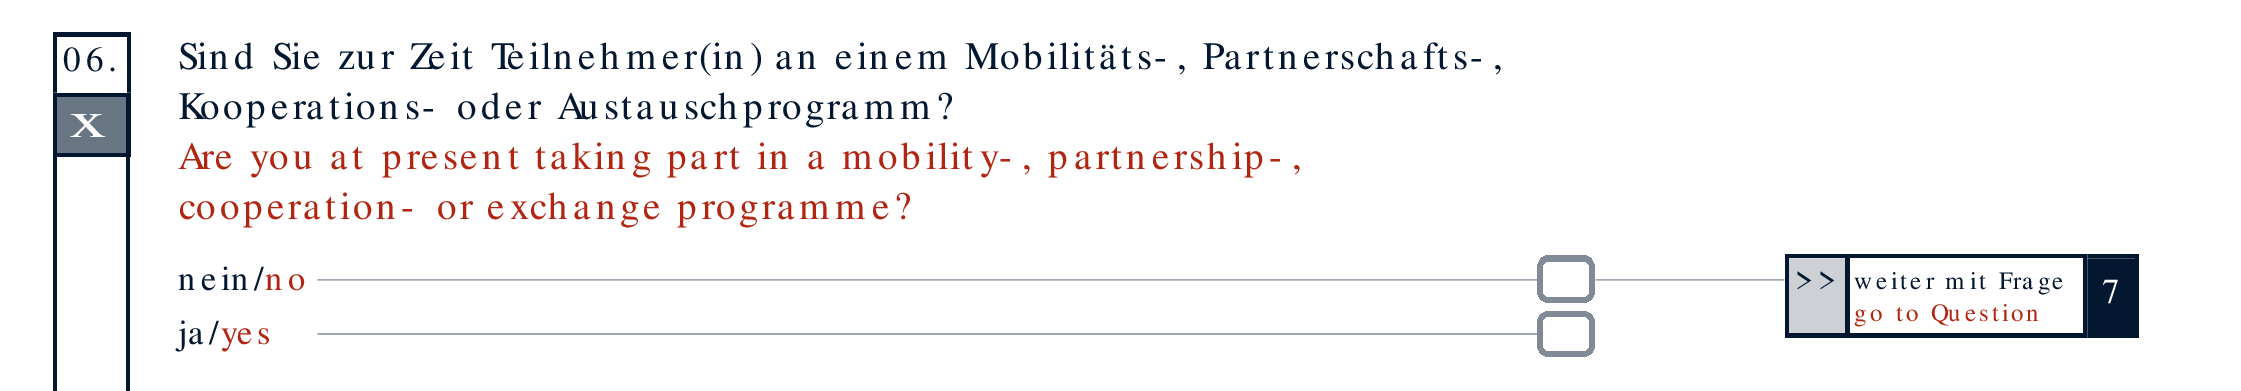 06.
X
Sind Sie zur Zeit Teilnehmer(in) an einem Mobilitäts-, Partnerschafts-,
Kooperations- oder Austauschprogramm?
Are you at present taking part in a mobility-, partnership-,
cooperation- or exchange programme?
nein/no
>> weiter mit Frage
go to Question 7
ja/yes